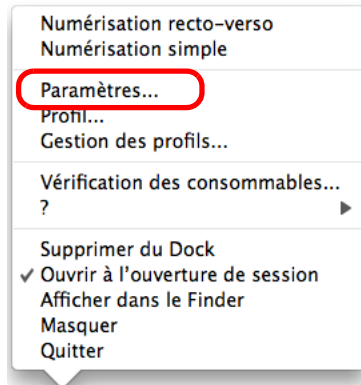 Numérisation recto-verso
Numérisation simple
Paramètres...
Profil...
Gestion des profils...
Vérification des consommables...
?
Supprimer du Dock
✓ Ouvrir à l'ouverture de session
Afficher dans le Finder
Masquer
Quitter